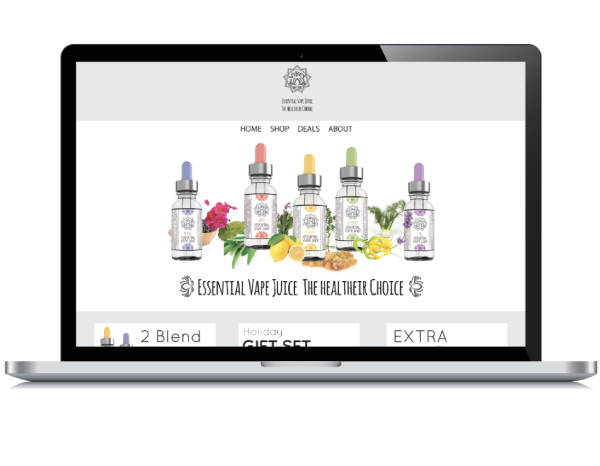 Essential Vape Juice
The Healtheir Choice
HOME SHOP DEALS ABOUT
ESSENTIAL VAPE JUICE THE HEALTHEIR CHOICE
2 Blend
Holiday
GIFT SET
EXTRA